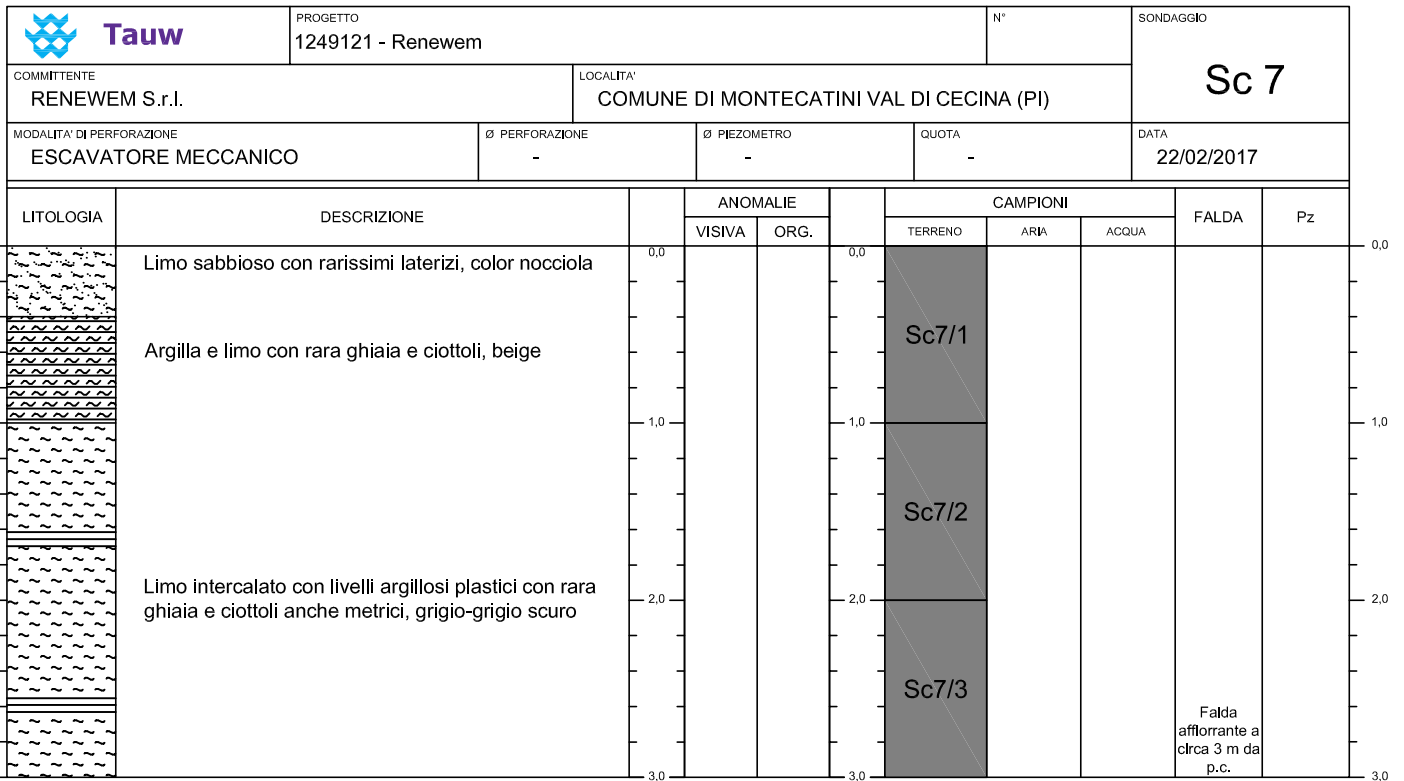 Tauw
PROGETTO
1249121 - Renewem
N°
SONDAGGIO
Sc 7
COMMITTENTE
RENEWEM S.r.l.
LOCALITA'
COMUNE DI MONTECATINI VAL DI CECINA (PI)
MODALITA' DI PERFORAZIONE
ESCAVATORE MECCANICO
Ø PERFORAZIONE
-
Ø PIEZOMETRO
-
QUOTA
-
DATA
22/02/2017
LITOLOGIA
DESCRIZIONE
ANOMALIE
VISIVA
ORG.
CAMPIONI
TERRENO
ARIA
ACQUA
FALDA
Pz
0,0
0,0
0,0
Limo sabbioso con rarissimi laterizi, color nocciola
Sc7/1
Argilla e limo con rara ghiaia e ciottoli, beige
1,0
1,0
1,0
Sc7/2
Limo intercalato con livelli argillosi plastici con rara
ghiaia e ciottoli anche metrici, grigio-grigio scuro
2,0
2,0
2,0
Sc7/3
Falda
affiorrante a
circa 3 m da
p.c.
3,0
3,0
3,0